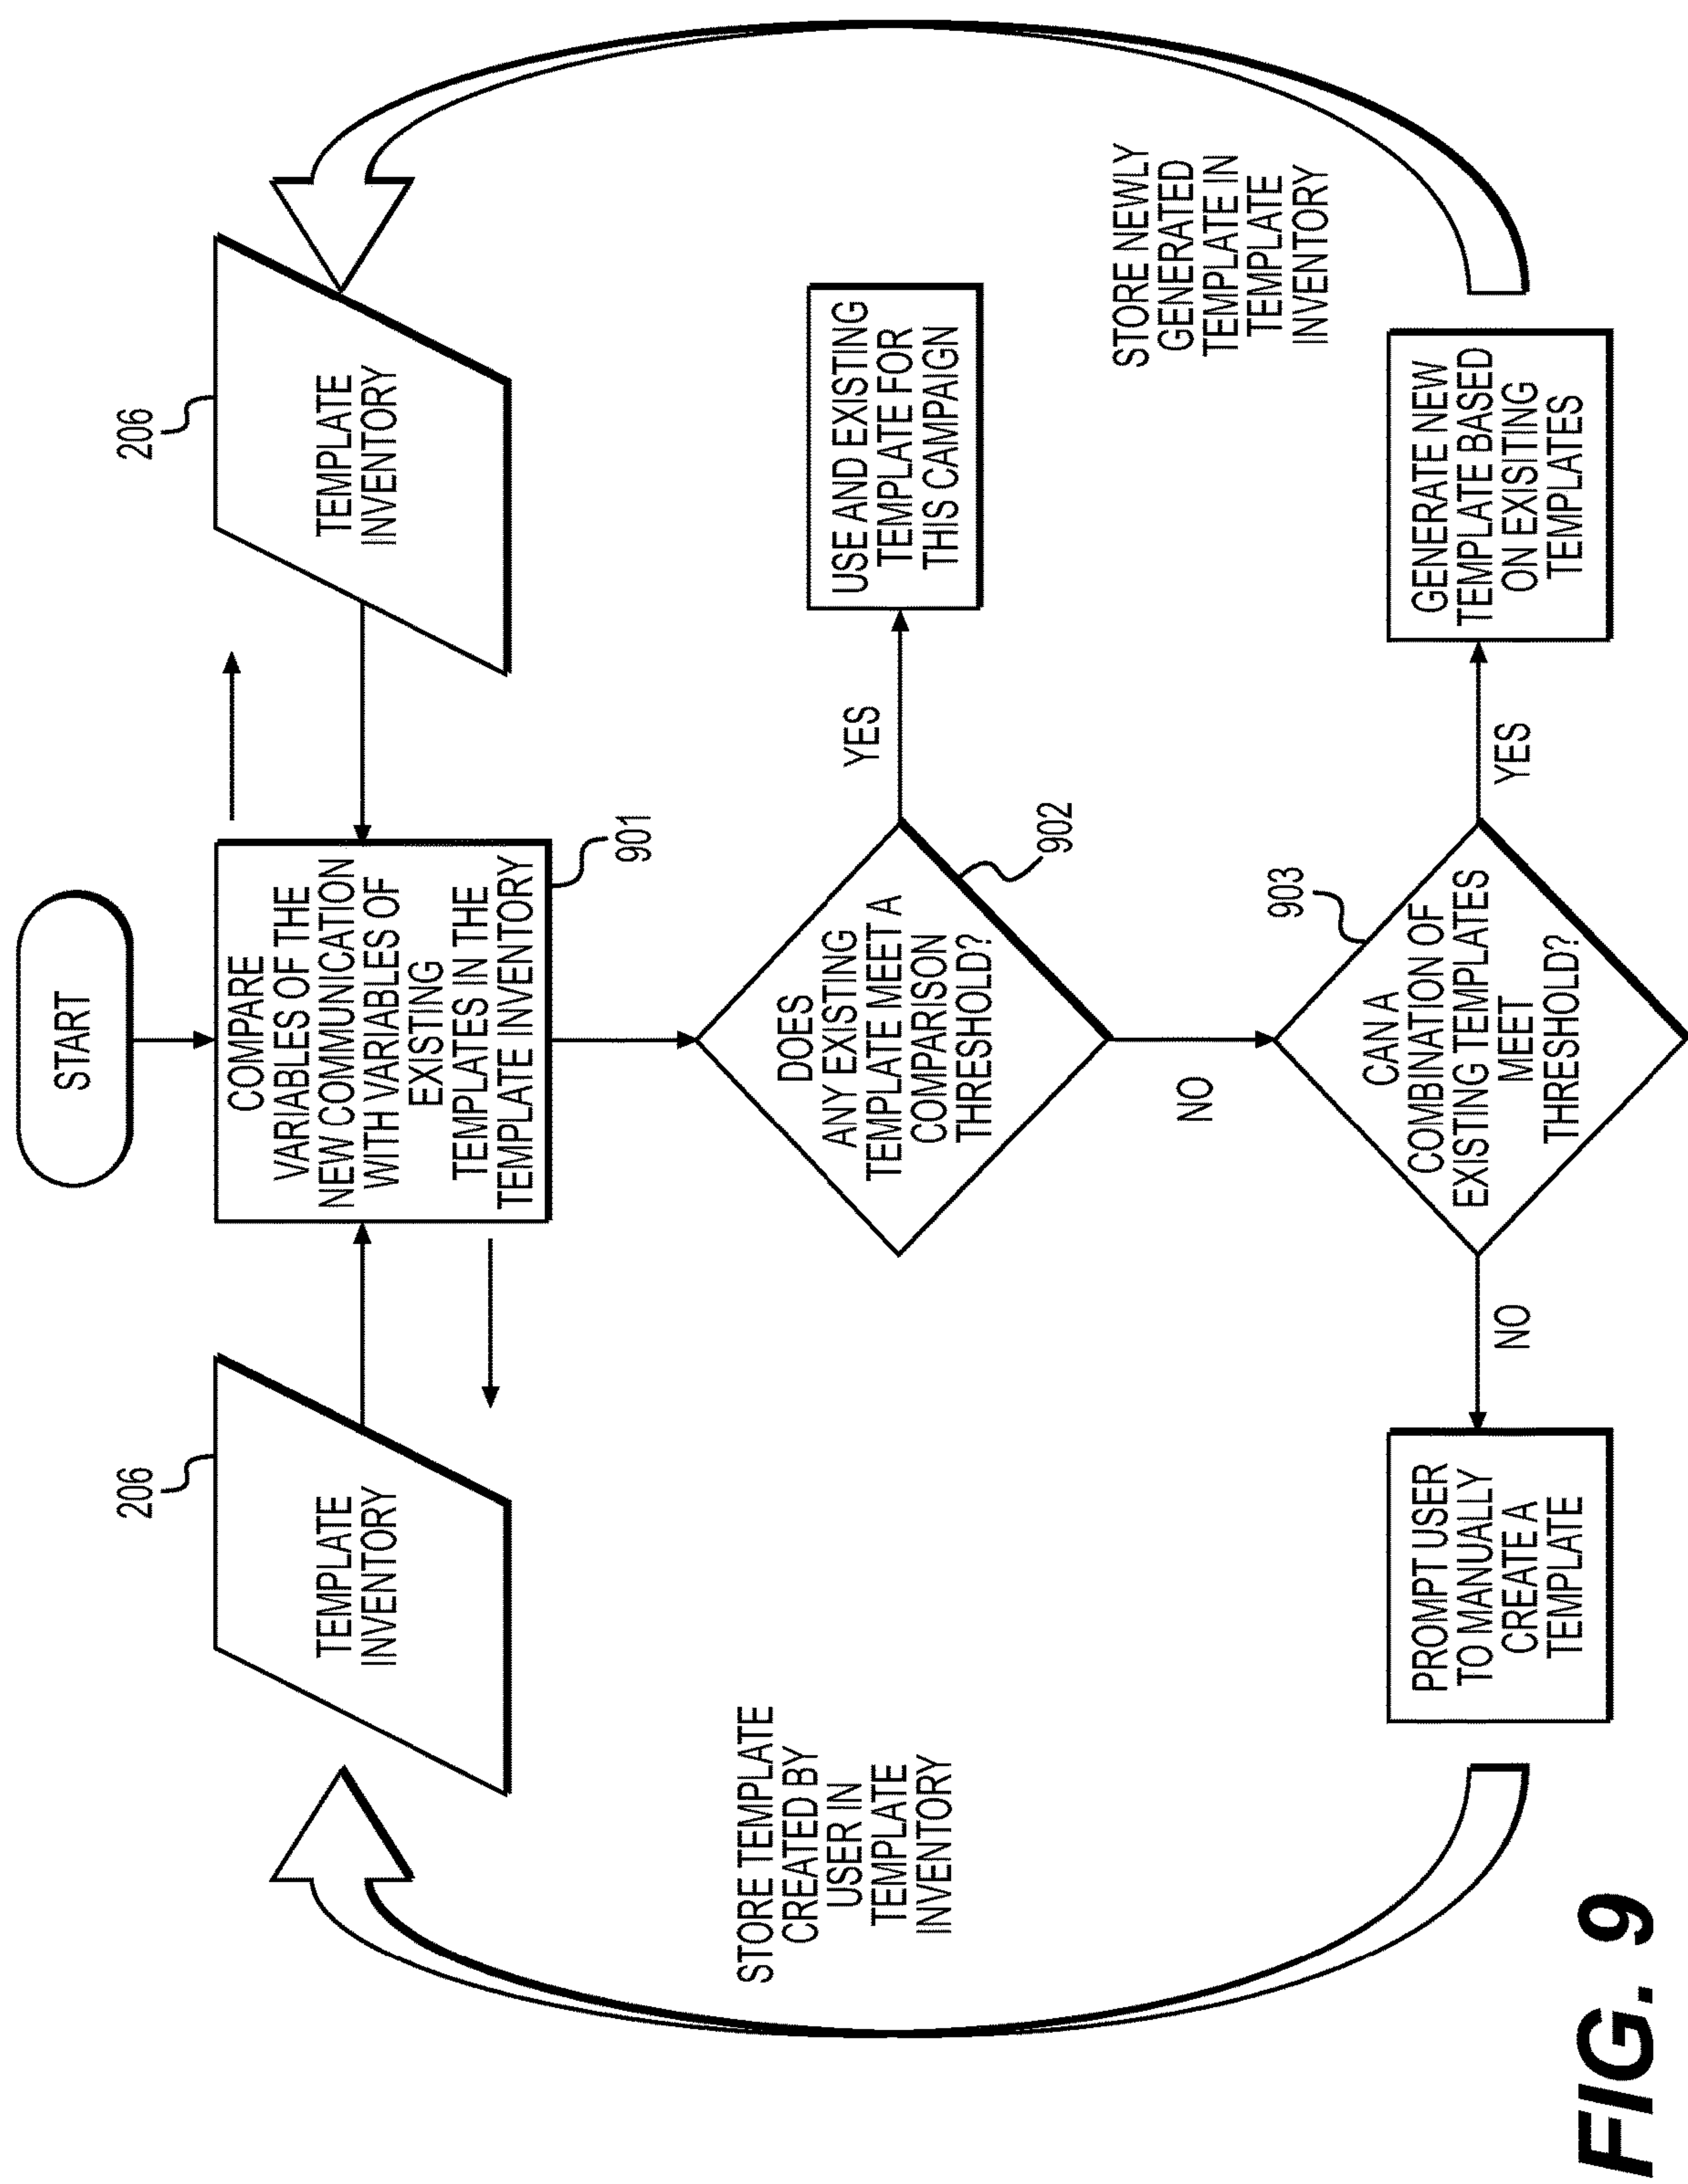 START
206
TEMPLATE
INVENTORY
COMPARE
VARIABLES OF THE
NEW COMMUNICATION
WITH VARIABLES OF
EXISTING
TEMPLATES IN THE
TEMPLATE INVENTORY
901
206
TEMPLATE
INVENTORY
STORE TEMPLATE
CREATED BY
USER IN
TEMPLATE
INVENTORY
DOES
ANY EXISTING
TEMPLATE MEET A
COMPARISON
THRESHOLD?
902
YES
USE AND EXISTING
TEMPLATE FOR
THIS CAMPAIGN
NO
STORE NEWLY
GENERATED
TEMPLATE IN
TEMPLATE
INVENTORY
PROMPT USER
TO MANUALLY
CREATE A
TEMPLATE
NO
903
CAN A
COMBINATION OF
EXISTING TEMPLATES
MEET
THRESHOLD?
YES
GENERATE NEW
TEMPLATE BASED
ON EXISITING
TEMPLATES
FIG. 9